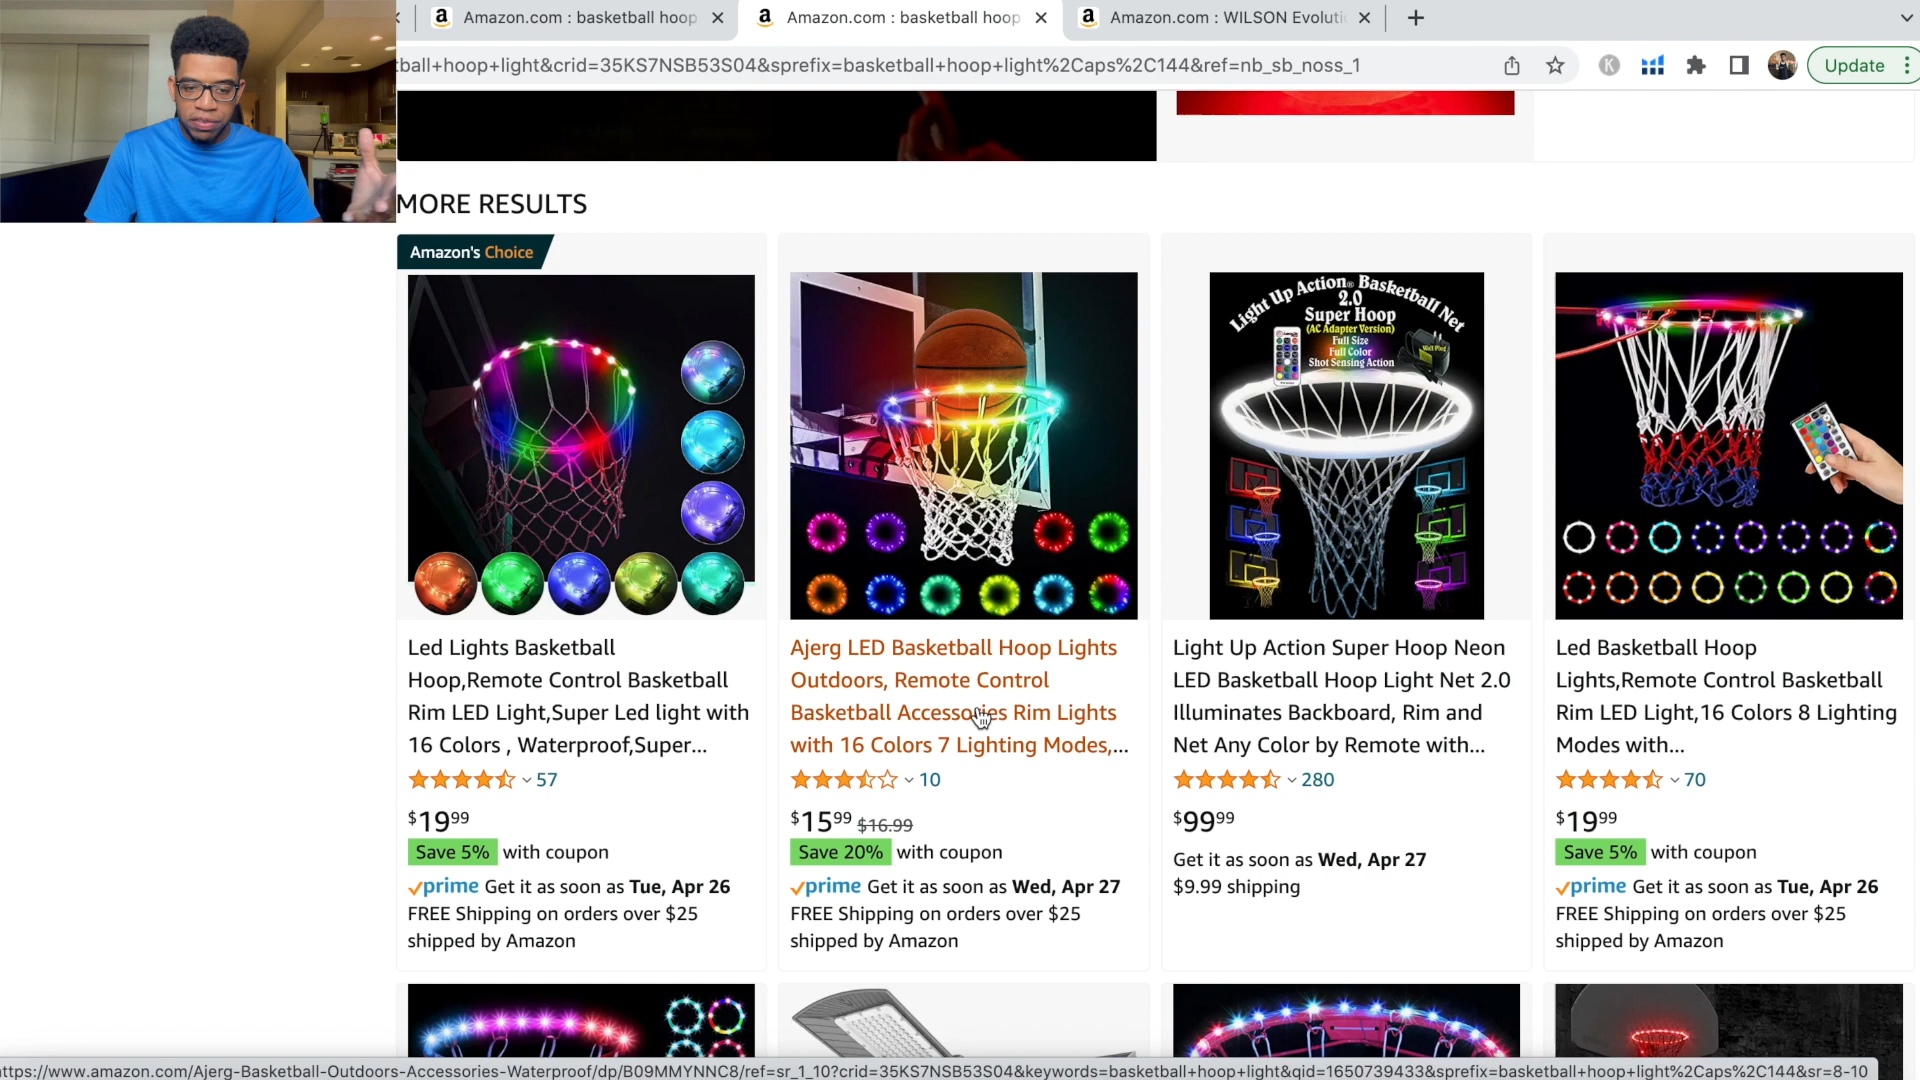 Amazon.com : basketball hoop
Amazon.com : basketball hoop
Amazon.com : WILSON Evoluti
ball+hoop+light&crid=35KS7NSB53S04&sprefix=basketball+hoop+light%2Caps%2C144&ref=nb_sb_noss_1
K
Update
MORE RESULTS
Amazon's Choice
Light Up Action® Basketball Net
2.0
Super Hoop
(AC Adapter Version)
Full Size
Full Color
Shot Sensing Action
Wall Plug
Led Lights Basketball
Hoop,Remote Control Basketball
Rim LED Light,Super Led light with
16 Colors , Waterproof,Super...
57
$19.99
Save 5% with coupon
prime Get it as soon as Tue, Apr 26
FREE Shipping on orders over $25
shipped by Amazon
Ajerg LED Basketball Hoop Lights
Outdoors, Remote Control
Basketball Accessories Rim Lights
with 16 Colors 7 Lighting Modes,...
10
$15.99 $16.99
Save 20% with coupon
prime Get it as soon as Wed, Apr 27
FREE Shipping on orders over $25
shipped by Amazon
Light Up Action Super Hoop Neon
LED Basketball Hoop Light Net 2.0
Illuminates Backboard, Rim and
Net Any Color by Remote with...
280
$99.99
Get it as soon as Wed, Apr 27
$9.99 shipping
Led Basketball Hoop
Lights,Remote Control Basketball
Rim LED Light,16 Colors 8 Lighting
Modes with...
70
$19.99
Save 5% with coupon
prime Get it as soon as Tue, Apr 26
FREE Shipping on orders over $25
shipped by Amazon
ttps://www.amazon.com/Ajerg-Basketball-Outdoors-Accessories-Waterproof/dp/B09MMYNNC8/ref=sr_1_10?crid=35KS7NSB53S04&keywords=basketball+hoop+light&qid=1650739433&sprefix=basketball+hoop+light%2Caps%2C144&sr=8-10